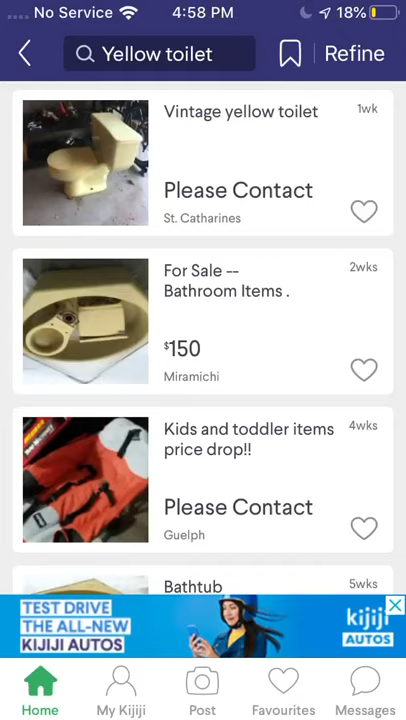 No Service 4:58 PM 18%
Yellow toilet Refine
Vintage yellow toilet 1wk
Please Contact
St. Catharines
For Sale -- 2wks
Bathroom Items .
$150
Miramichi
Kids and toddler items 4wks
price drop!!
Please Contact
Guelph
Bathtub 5wks
TEST DRIVE
THE ALL-NEW
KIJIJI AUTOS
kijiji
AUTOS
Home My Kijiji Post Favourites Messages